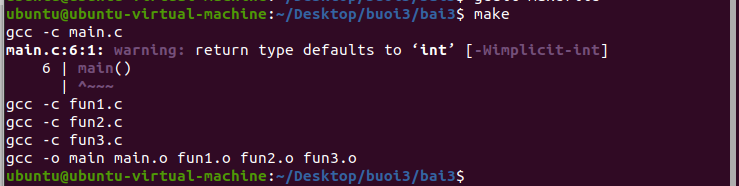 ubuntu@ubuntu-virtual-machine:~/Desktop/buoi3/bai3$ make
gcc -c main.c
main.c:6:1: warning: return type defaults to ‘int’ [-Wimplicit-int]
    6 | main()
      | ^~~~
gcc -c fun1.c
gcc -c fun2.c
gcc -c fun3.c
gcc -o main main.o fun1.o fun2.o fun3.o
ubuntu@ubuntu-virtual-machine:~/Desktop/buoi3/bai3$